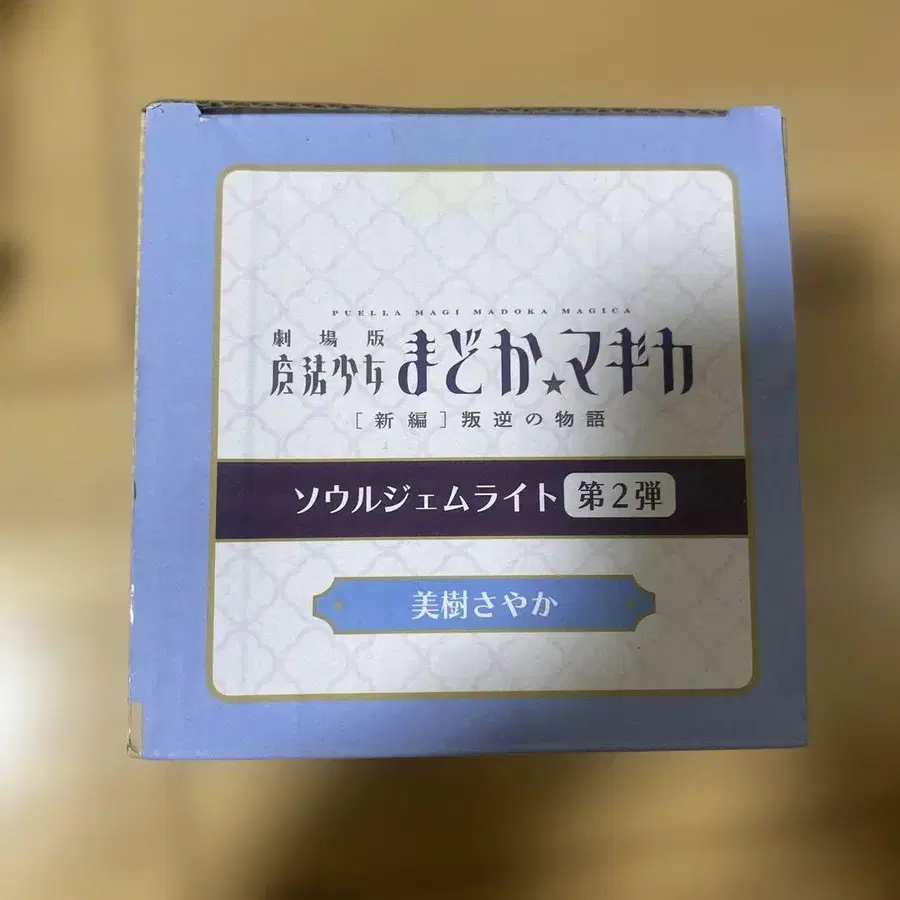 PUELLA MAGI MADOKA MAGICA
劇場版
魔法少女まどか★マギカ
[新編]叛逆の物語
ソウルジェムライト 第2弾
美樹さやか